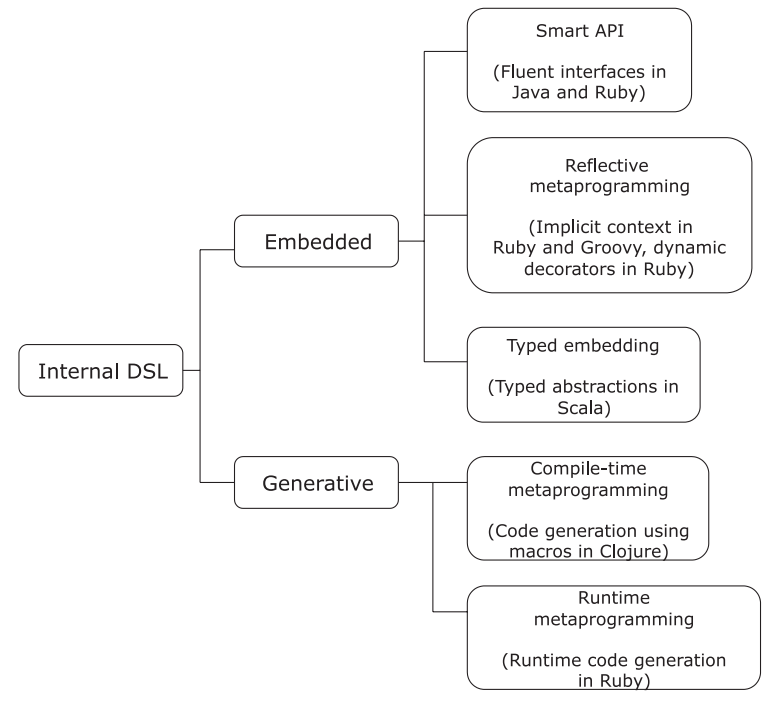 Internal DSL
Embedded
Smart API
(Fluent interfaces in
Java and Ruby)
Reflective
metaprogramming
(Implicit context in
Ruby and Groovy, dynamic
decorators in Ruby)
Typed embedding
(Typed abstractions in
Scala)
Generative
Compile-time
metaprogramming
(Code generation using
macros in Clojure)
Runtime
metaprogramming
(Runtime code generation
in Ruby)